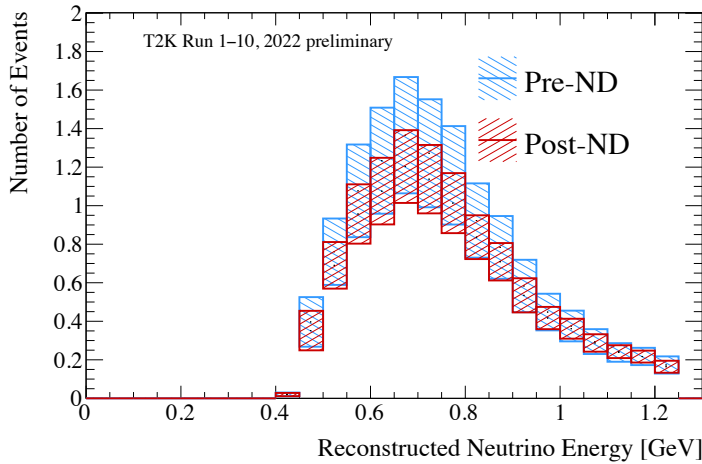 Number of Events
2
1.8
1.6
1.4
1.2
1
0.8
0.6
0.4
0.2
0
T2K Run 1–10, 2022 preliminary
Pre-ND
Post-ND
0 0.2 0.4 0.6 0.8 1 1.2
Reconstructed Neutrino Energy [GeV]